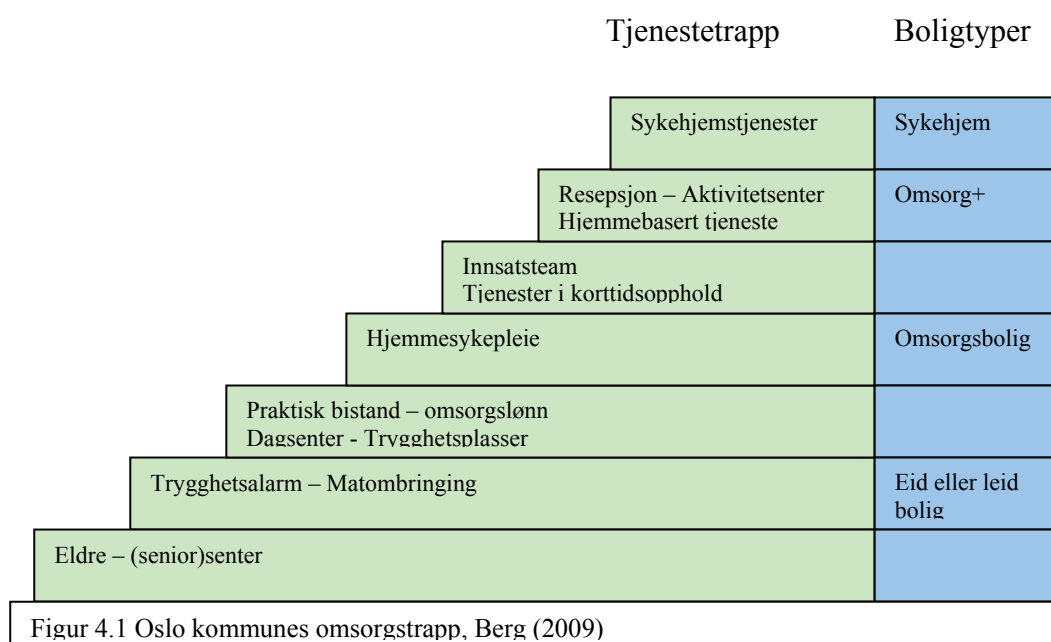 Tjenestetrapp Boligtyper
Sykehjemstjenester Sykehjem
Resepsjon – Aktivitetsenter Omsorg+
Hjemmebasert tjeneste
Innsatsteam
Tjenester i korttidsopphold
Hjemmesykepleie Omsorgsbolig
Praktisk bistand – omsorgslønn
Dagsenter - Trygghetsplasser
Trygghetsalarm – Matombringing Eid eller leid
bolig
Eldre – (senior)senter
Figur 4.1 Oslo kommunes omsorgstrapp, Berg (2009)